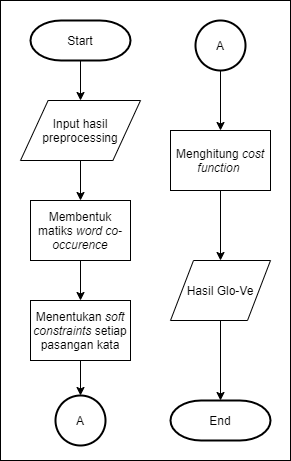 Start
Input hasil
preprocessing
Membentuk
matiks word co-
occurence
Menentukan soft
constraints setiap
pasangan kata
A
A
Menghitung cost
function
Hasil Glo-Ve
End